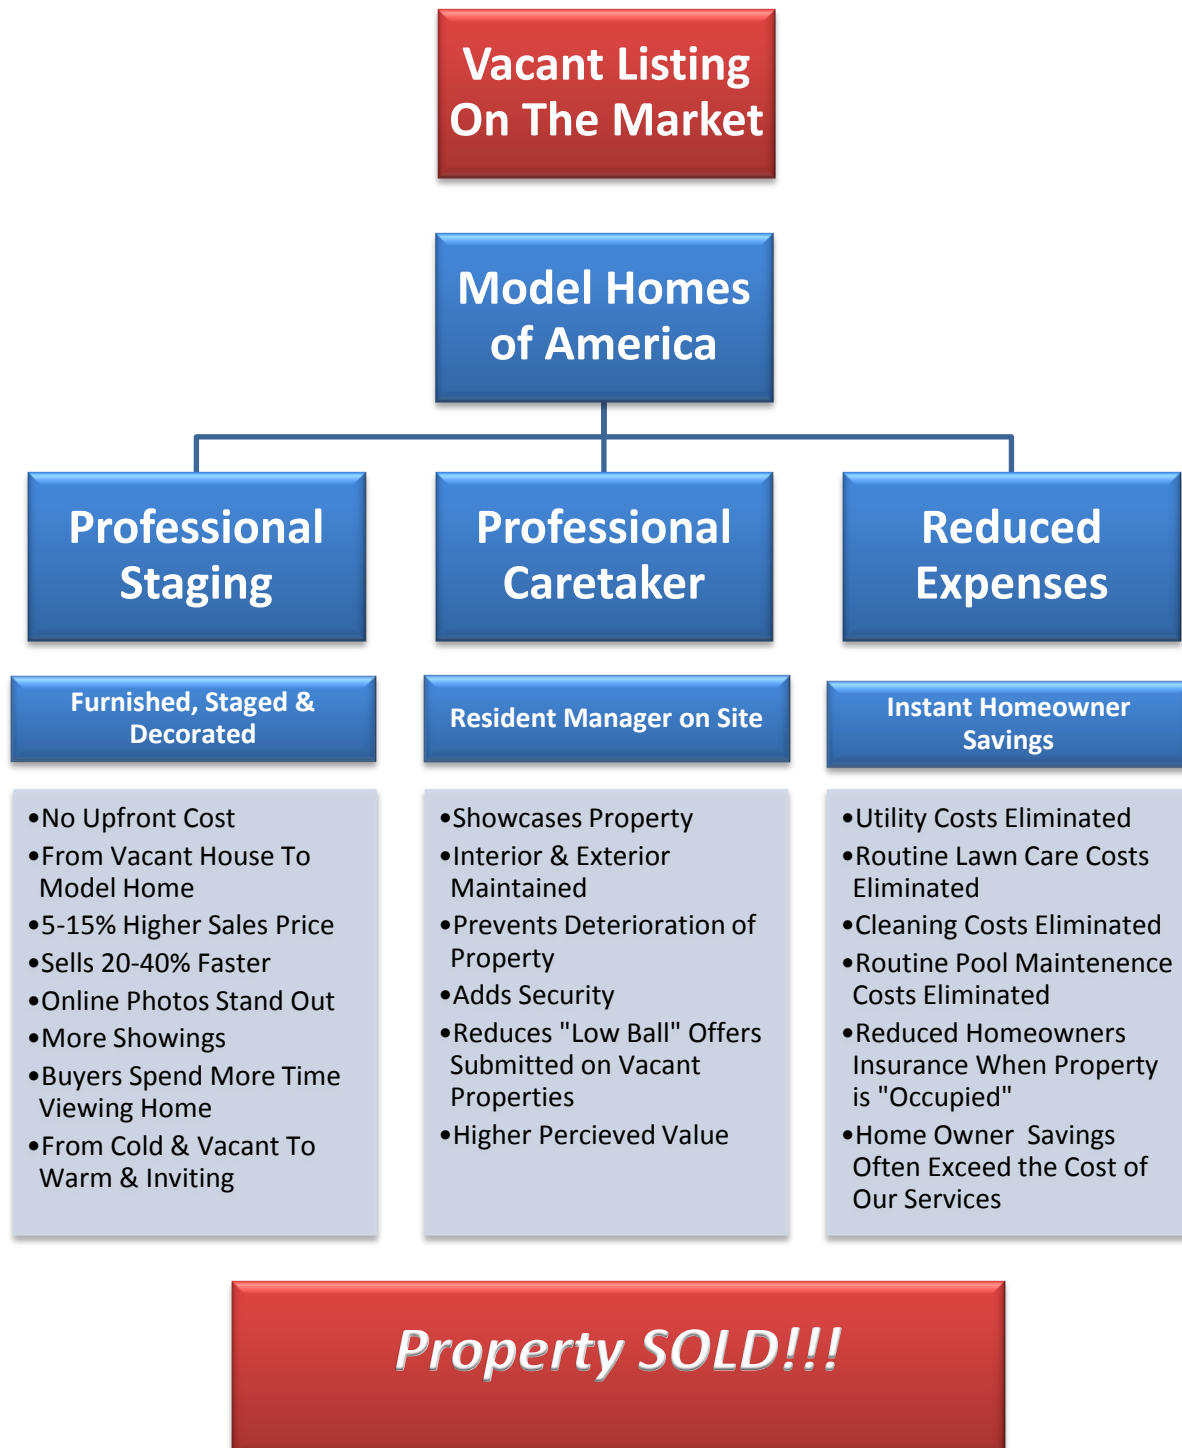 Vacant Listing
On The Market
Model Homes
of America
Professional
Staging
Furnished, Staged &
Decorated
•No Upfront Cost
•From Vacant House To
Model Home
•5-15% Higher Sales Price
•Sells 20-40% Faster
•Online Photos Stand Out
•More Showings
•Buyers Spend More Time
Viewing Home
•From Cold & Vacant To
Warm & Inviting
Professional
Caretaker
Resident Manager on Site
•Showcases Property
•Interior & Exterior
Maintained
•Prevents Deterioration of
Property
•Adds Security
•Reduces "Low Ball" Offers
Submitted on Vacant
Properties
•Higher Percieved Value
Reduced
Expenses
Instant Homeowner
Savings
•Utility Costs Eliminated
•Routine Lawn Care Costs
Eliminated
•Cleaning Costs Eliminated
•Routine Pool Maintenence
Costs Eliminated
•Reduced Homeowners
Insurance When Property
is "Occupied"
•Home Owner  Savings
Often Exceed the Cost of
Our Services
Property SOLD!!!